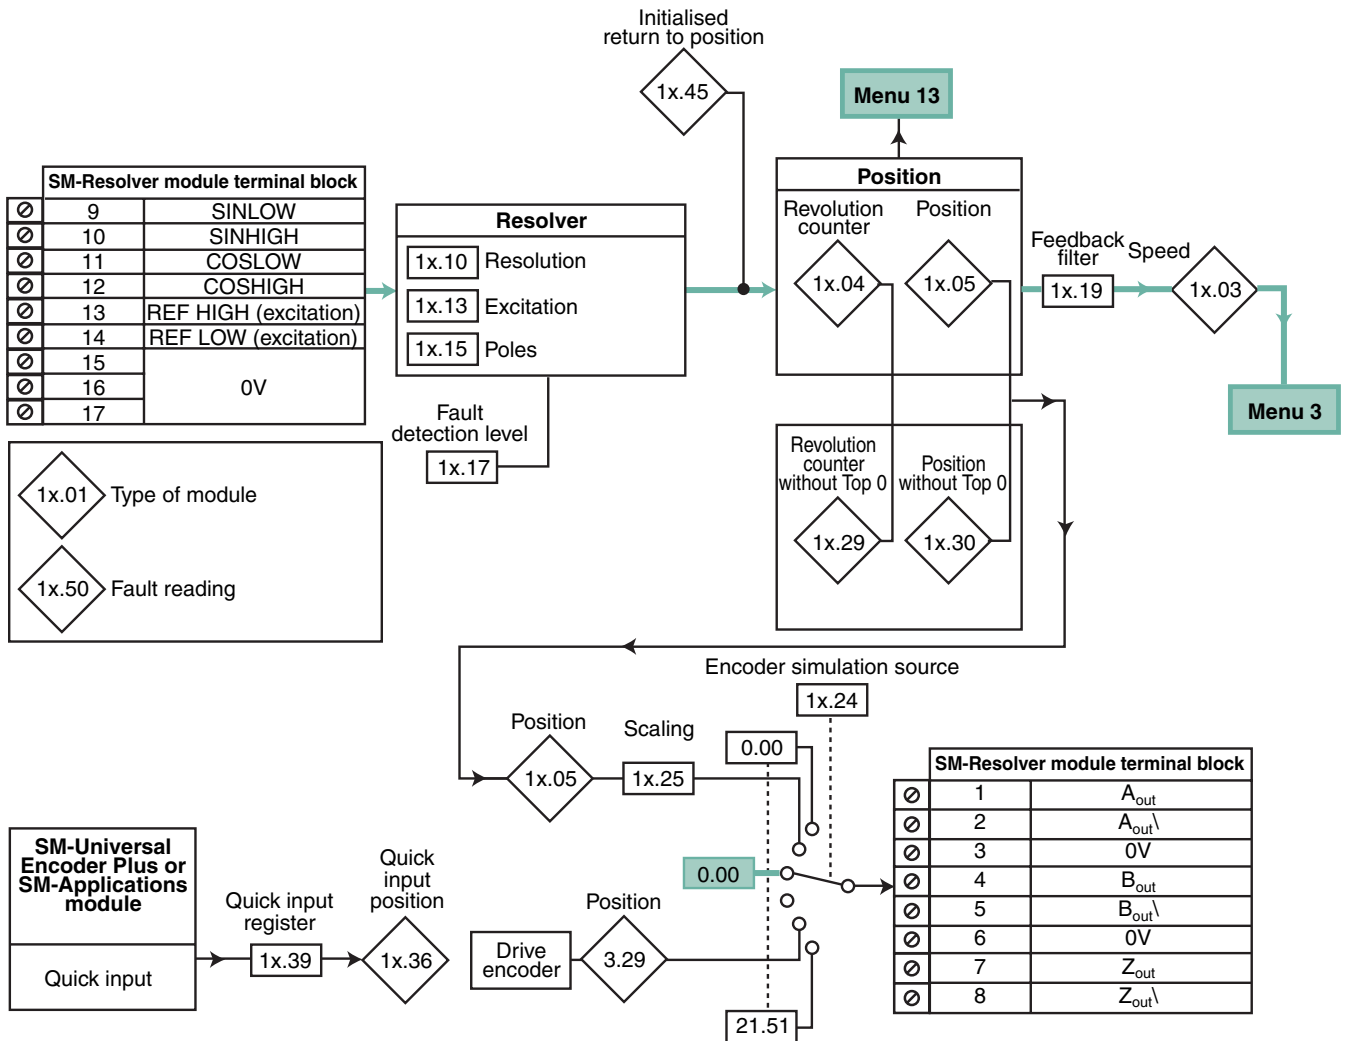 Initialised
return to position
1x.45
Menu 13
SM-Resolver module terminal block
9 SINLOW
10 SINHIGH
11 COSLOW
12 COSHIGH
13 REF HIGH (excitation)
14 REF LOW (excitation)
15
16 0V
17
Resolver
1x.10 Resolution
1x.13 Excitation
1x.15 Poles
Fault
detection level
1x.17
Position
Revolution
counter
1x.04
Position
1x.05
Feedback
filter
1x.19
Speed
1x.03
Menu 3
Revolution
counter
without Top 0
1x.29
Position
without Top 0
1x.30
1x.01 Type of module
1x.50 Fault reading
Encoder simulation source
1x.24
Position
1x.05
Scaling
1x.25
0.00
0.00
21.51
SM-Universal
Encoder Plus or
SM-Applications
module
Quick input
Quick input
register
1x.39
Quick
input
position
1x.36
Drive
encoder
Position
3.29
SM-Resolver module terminal block
1 Aout
2 Aout\
3 0V
4 Bout
5 Bout\
6 0V
7 Zout
8 Zout\